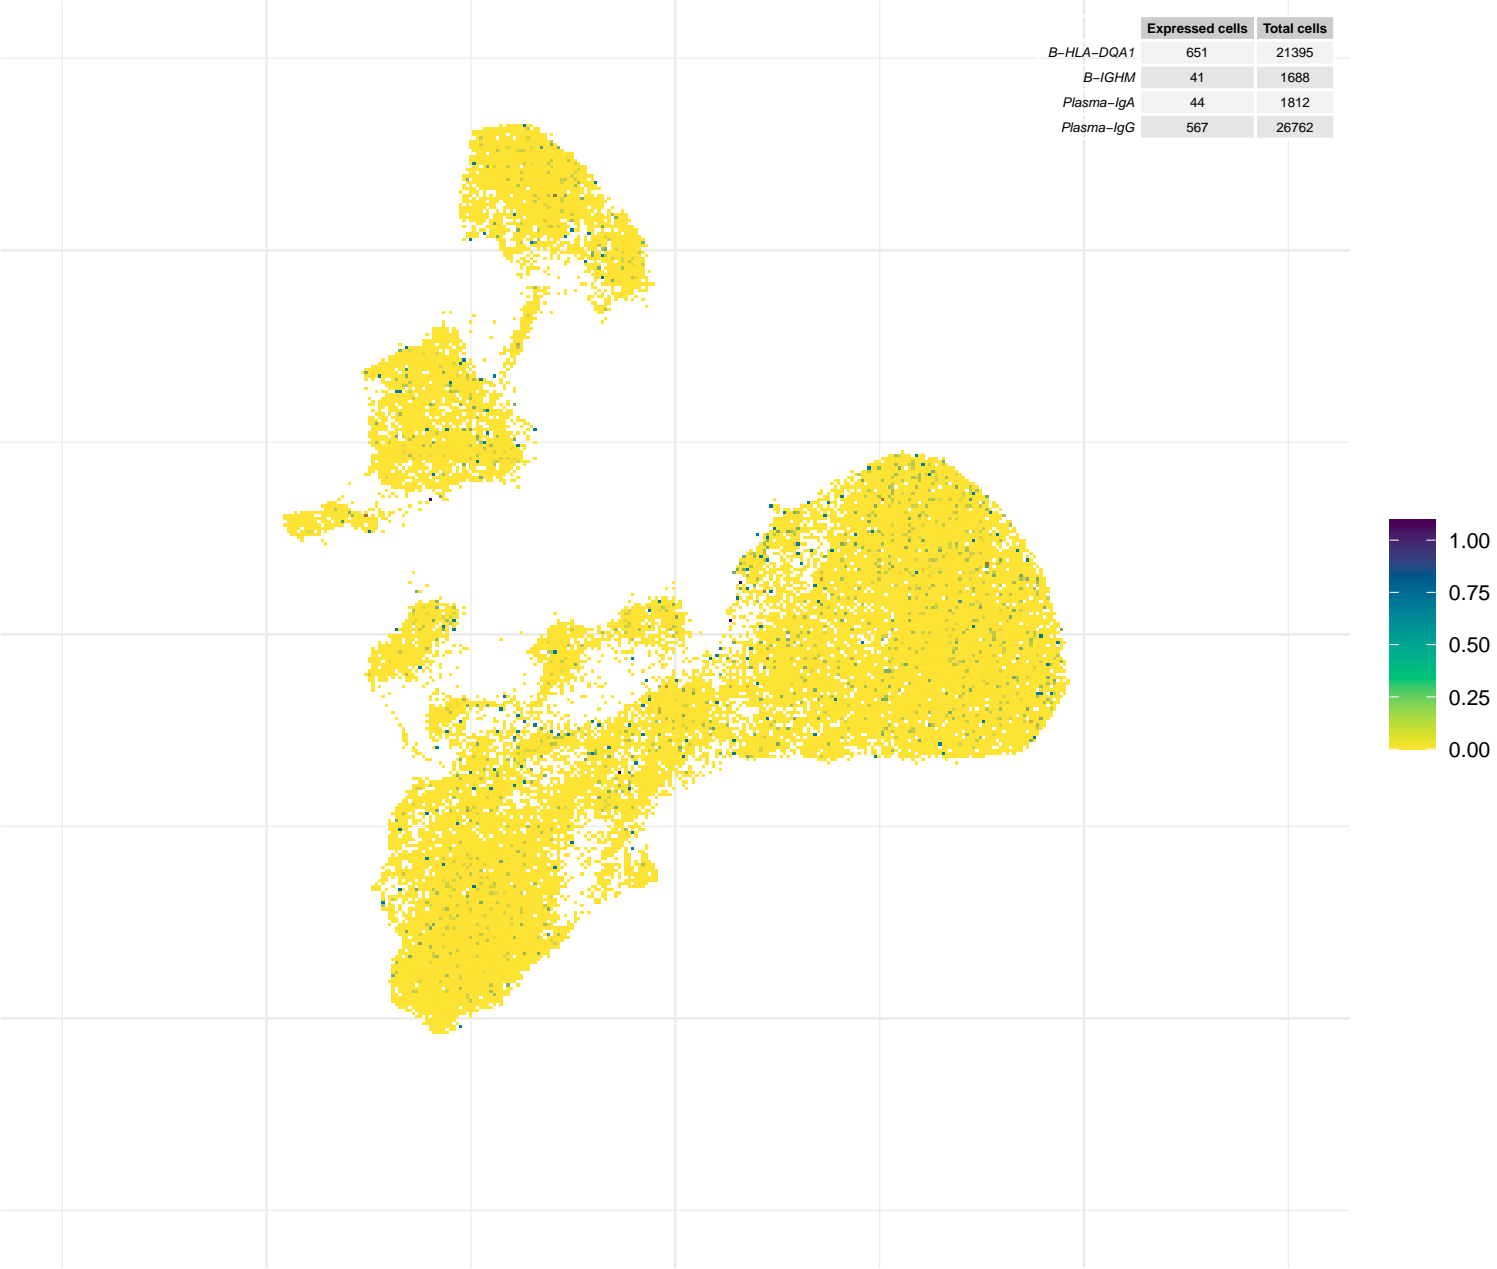 Expressed cells Total cells
B−HLA−DQA1 651 21395
B−IGHM 41 1688
Plasma−IgA 44 1812
Plasma−IgG 567 26762
1.00
0.75
0.50
0.25
0.00